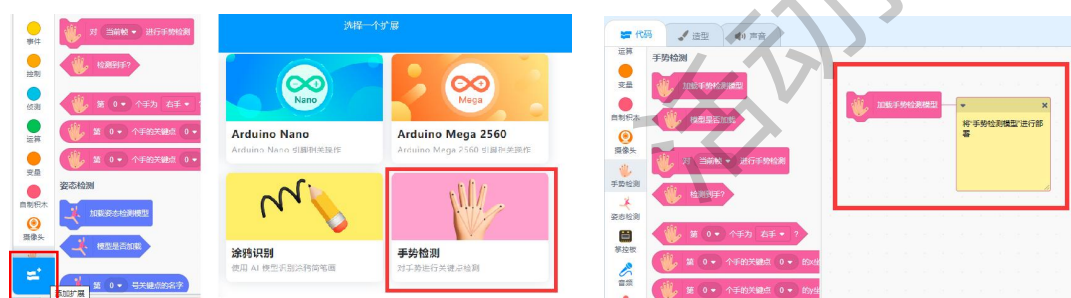 事件
控制
侦测
运算
变量
自制积木
摄像头
添加扩展
对 当前帧 进行手势检测
检测到手?
第 0 个手为 右手 ?
第 0 个手的关键点 0
第 0 个手的关键点 0
姿态检测
加载姿态检测模型
模型是否加载
第 0 号关键点的名字
选择一个扩展
Nano
Arduino Nano
Arduino Nano 引脚相关操作
Mega
Arduino Mega 2560
Arduino Mega 2560 引脚相关操作
涂鸦识别
使用 AI 模型识别涂鸦简笔画
手势检测
对手势进行关键点检测
代码
造型
声音
运算
变量
自制积木
摄像头
手势检测
姿态检测
掌控板
音频
手势检测
加载手势检测模型
模型是否加载
对 当前帧 进行手势检测
检测到手?
第 0 个手为 右手 ?
第 0 个手的关键点 0 的x坐
第 0 个手的关键点 0 的y坐
加载手势检测模型
将“手势检测模型”进行部
署
活动